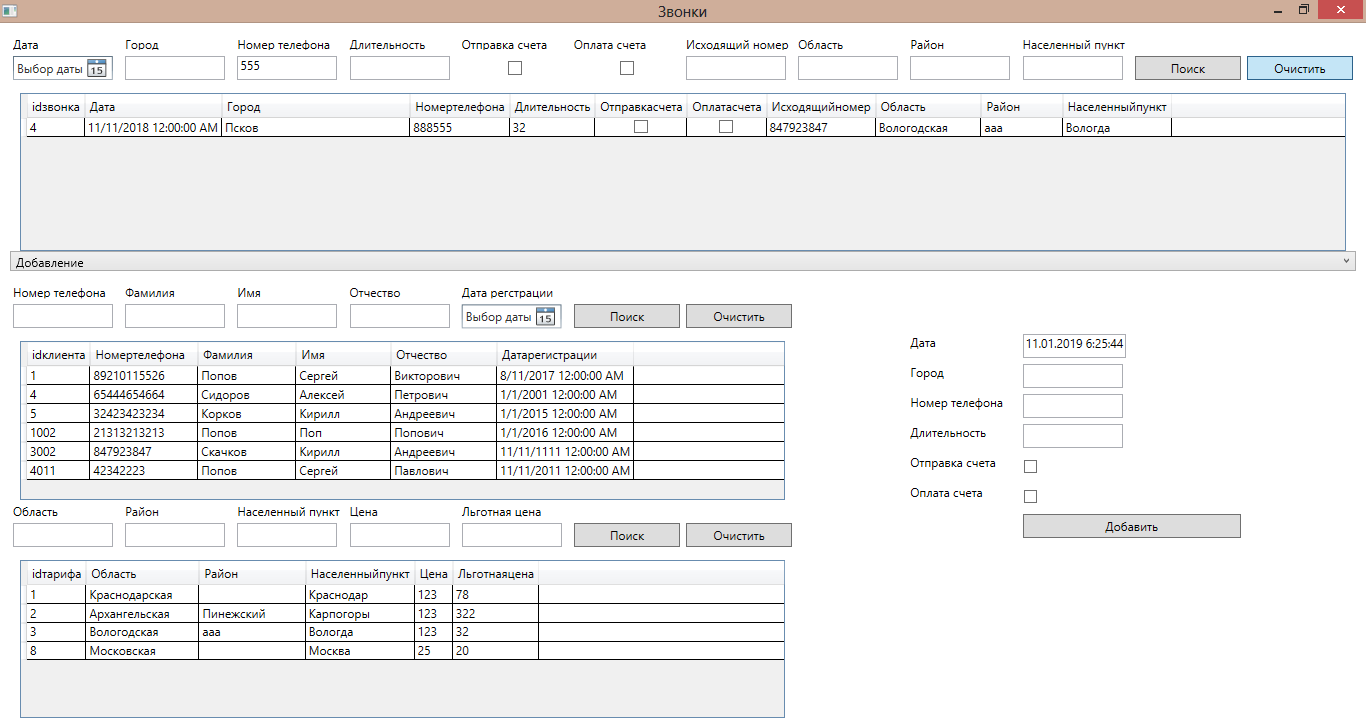 Звонки
Дата Город Номер телефона Длительность Отправка счета Оплата счета Исходящий номер Область Район Населенный пункт
Выбор даты 15 555 Поиск Очистить
idзвонка Дата Город Номертелефона Длительность Отправкасчета Оплатасчета Исходящийномер Область Район Населенныйпункт
4 11/11/2018 12:00:00 AM Псков 888555 32 847923847 Вологодская ааа Вологда
Добавление
Номер телефона Фамилия Имя Отчество Дата регстрации
Выбор даты 15 Поиск Очистить
idклиента Номертелефона Фамилия Имя Отчество Датарегистрации
1 89210115526 Попов Сергей Викторович 8/11/2017 12:00:00 AM
4 65444654664 Сидоров Алексей Петрович 1/1/2001 12:00:00 AM
5 32423423234 Корков Кирилл Андреевич 1/1/2015 12:00:00 AM
1002 21313213213 Попов Поп Попович 1/1/2016 12:00:00 AM
3002 847923847 Скачков Кирилл Андреевич 11/11/1111 12:00:00 AM
4011 42342223 Попов Сергей Павлович 11/11/2011 12:00:00 AM
Область Район Населенный пункт Цена Льготная цена
Поиск Очистить
idтарифа Область Район Населенныйпункт Цена Льготнаяцена
1 Краснодарская Краснодар 123 78
2 Архангельская Пинежский Карпогоры 123 322
3 Вологодская ааа Вологда 123 32
8 Московская Москва 25 20
Дата 11.01.2019 6:25:44
Город
Номер телефона
Длительность
Отправка счета
Оплата счета
Добавить